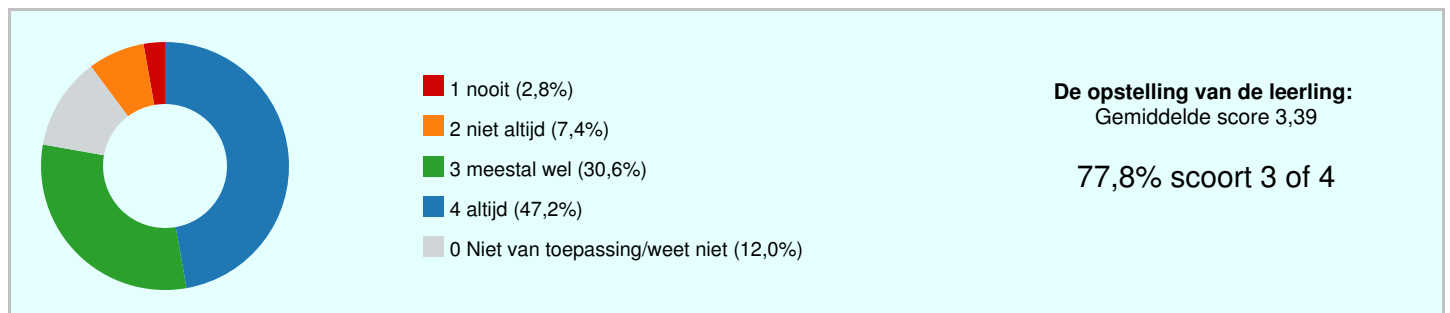 1 nooit (2,8%)
2 niet altijd (7,4%)
3 meestal wel (30,6%)
4 altijd (47,2%)
0 Niet van toepassing/weet niet (12,0%)
De opstelling van de leerling:
Gemiddelde score 3,39
77,8% scoort 3 of 4